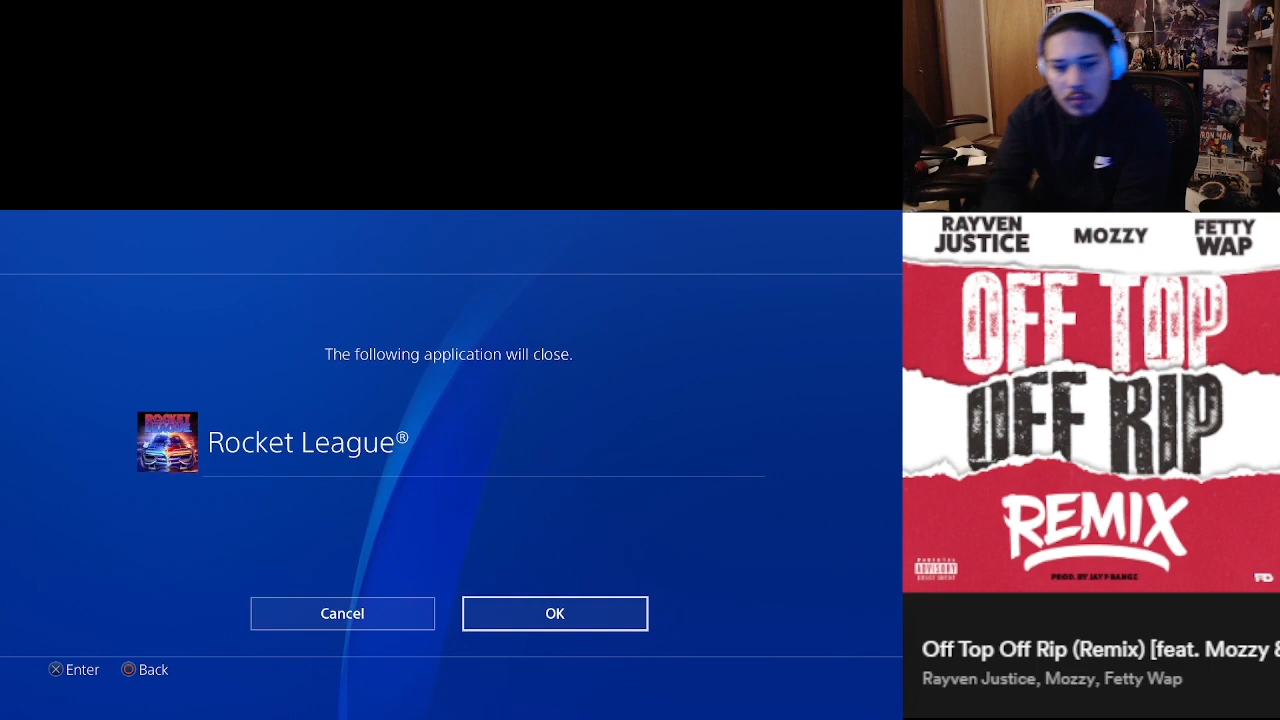 The following application will close.
ROCKET
LEAGUE
Rocket League®
Cancel
OK
Enter
Back
IRON MAN
RAYVEN
JUSTICE
MOZZY
FETTY
WAP
OFF TOP
OFF RIP
REMIX
PARENTAL
ADVISORY
EXPLICIT CONTENT
PROD. BY JAY P BANGZ
Off Top Off Rip (Remix) [feat. Mozzy &
Rayven Justice, Mozzy, Fetty Wap